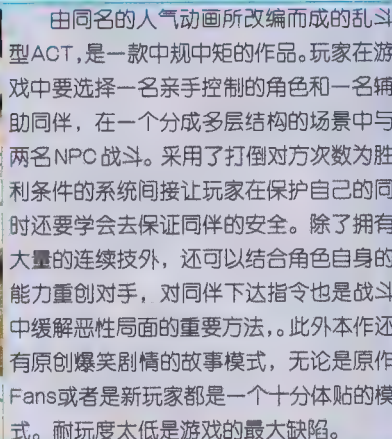 由同名的人气动画所改编而成的乱斗
型ACT,是一款中规中矩的作品。玩家在游
戏中要选择一名亲手控制的角色和一名辅
助同伴，在一个分成多层结构的场景中与
两名NPC战斗。采用了打倒对方次数为胜
利条件的系统间接让玩家在保护自己的同
时还要学会去保证同伴的安全。除了拥有
大量的连续技外，还可以结合角色自身的
能力重创对手，对同伴下达指令也是战斗
中缓解恶性局面的重要方法，。此外本作还
有原创爆笑剧情的故事模式，无论是原作
Fans或者是新玩家都是一个十分体贴的模
式。耐玩度太低是游戏的最大缺陷。